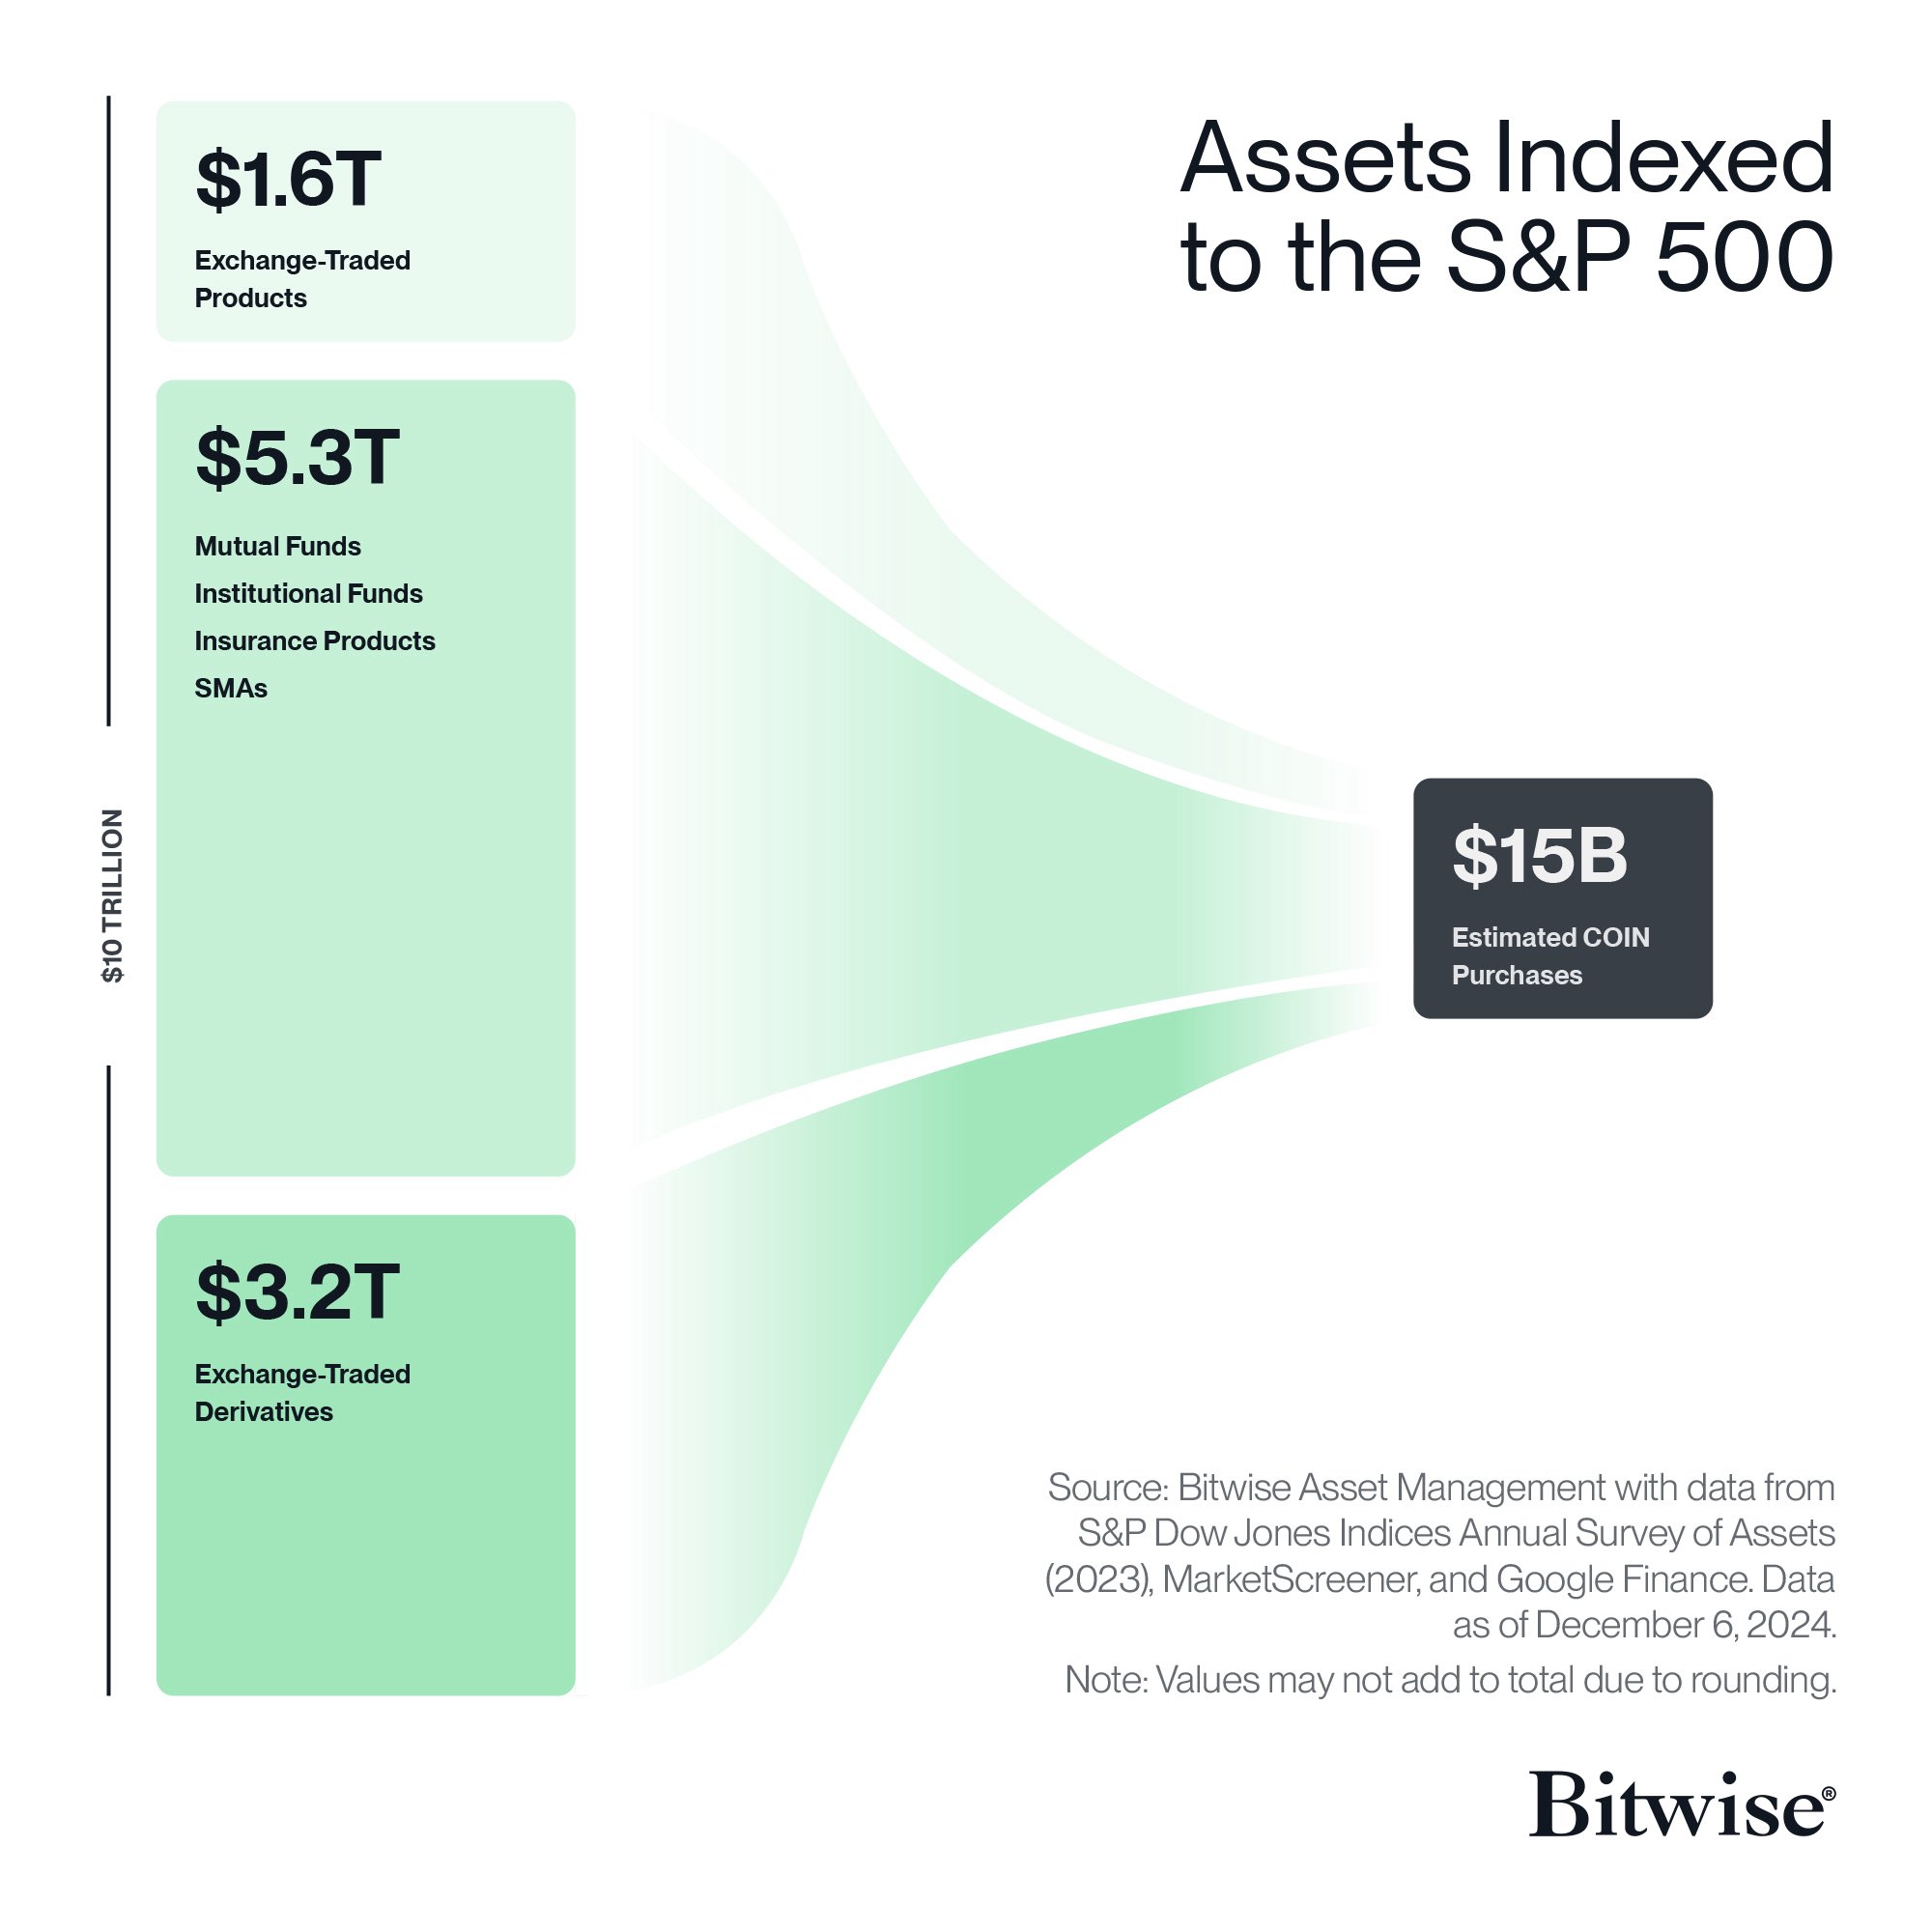 Assets Indexed
to the S&P 500
$10 TRILLION
$1.6T
Exchange-Traded
Products
$5.3T
Mutual Funds
Institutional Funds
Insurance Products
SMAs
$3.2T
Exchange-Traded
Derivatives
$15B
Estimated COIN
Purchases
Source: Bitwise Asset Management with data from
S&P Dow Jones Indices Annual Survey of Assets
(2023), MarketScreener, and Google Finance. Data
as of December 6, 2024.
Note: Values may not add to total due to rounding.
Bitwise®